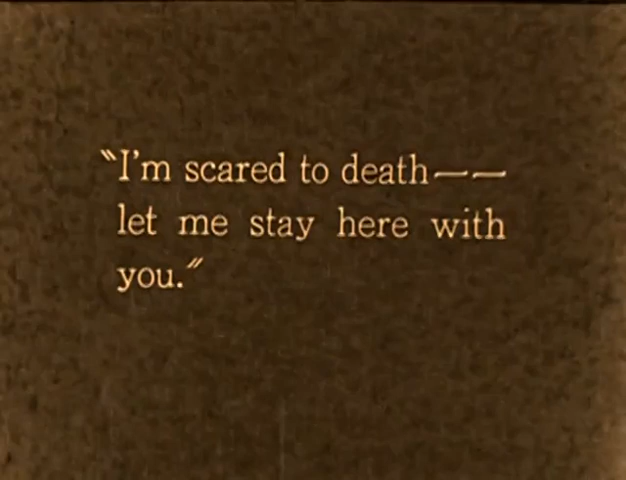 "I'm scared to death——
let me stay here with
you."